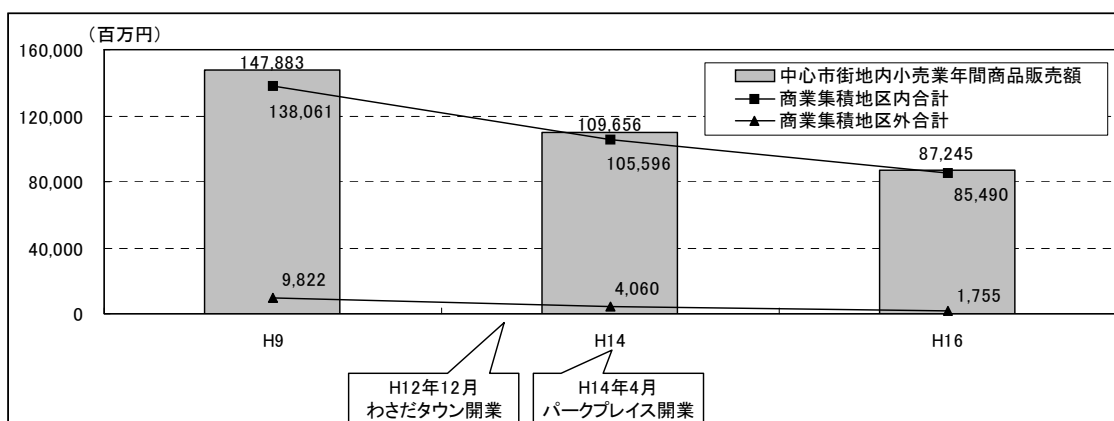 （百万円）
160,000
120,000
80,000
40,000
0
147,883
138,061
109,656
105,596
87,245
85,490
9,822
4,060
1,755
中心市街地内小売業年間商品販売額
商業集積地区内合計
商業集積地区外合計
H9
H14
H16
H12年12月
わさだタウン開業
H14年4月
パークプレイス開業